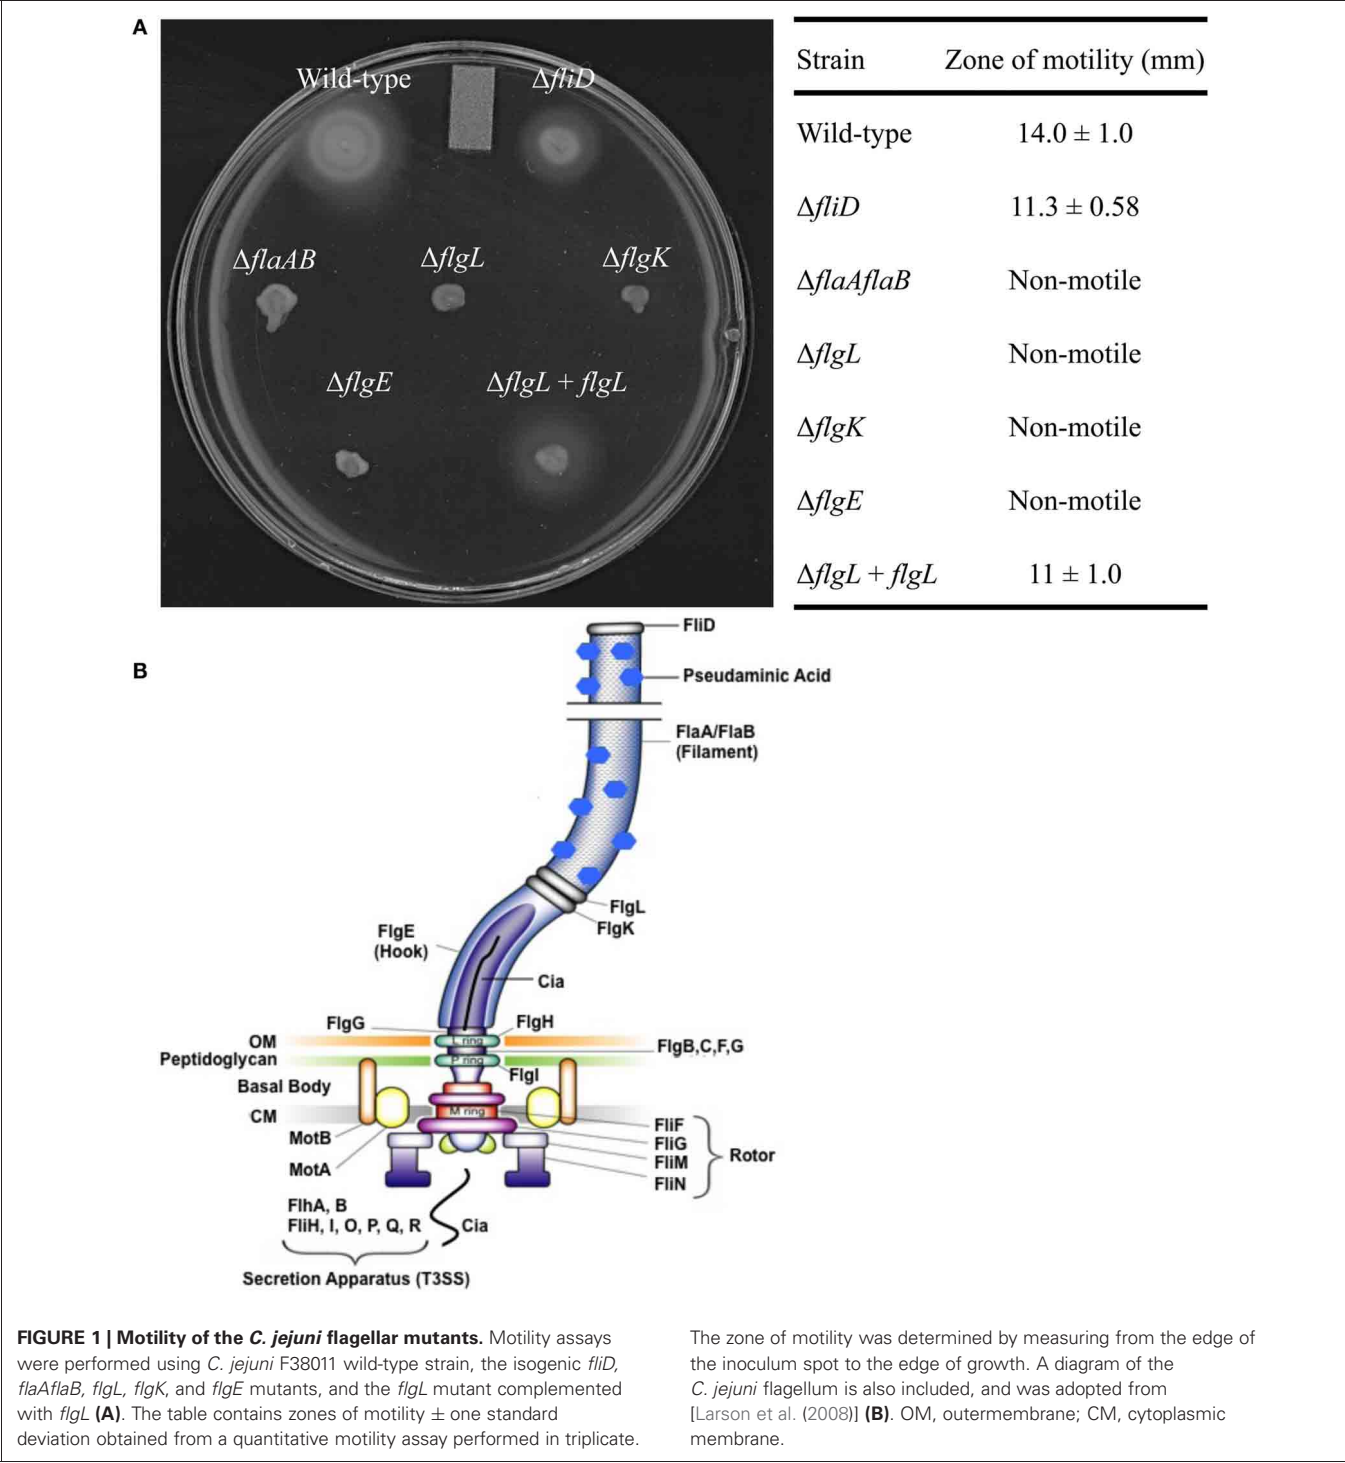 A
Wild-type
ΔfliD
ΔflaAB
ΔflgL
ΔflgK
ΔflgE
ΔflgL + flgL
Strain Zone of motility (mm)
Wild-type 14.0 ± 1.0
ΔfliD 11.3 ± 0.58
ΔflaAflaB Non-motile
ΔflgL Non-motile
ΔflgK Non-motile
ΔflgE Non-motile
ΔflgL + flgL 11 ± 1.0
B
FliD
Pseudaminic Acid
FlaA/FlaB
(Filament)
FlgL
FlgK
FlgE
(Hook)
Cia
FlgG
FlgH
OM
L ring
FlgB,C,F,G
Peptidoglycan
P ring
FlgI
Basal Body
CM
M ring
FliF
MotB
FliG
Rotor
MotA
FliM
FliN
FlhA, B
FliH, I, O, P, Q, R
Cia
Secretion Apparatus (T3SS)
FIGURE 1 | Motility of the C. jejuni flagellar mutants. Motility assays
were performed using C. jejuni F38011 wild-type strain, the isogenic fliD,
flaAflaB, flgL, flgK, and flgE mutants, and the flgL mutant complemented
with flgL (A). The table contains zones of motility ± one standard
deviation obtained from a quantitative motility assay performed in triplicate.
The zone of motility was determined by measuring from the edge of
the inoculum spot to the edge of growth. A diagram of the
C. jejuni flagellum is also included, and was adopted from
[Larson et al. (2008)] (B). OM, outermembrane; CM, cytoplasmic
membrane.